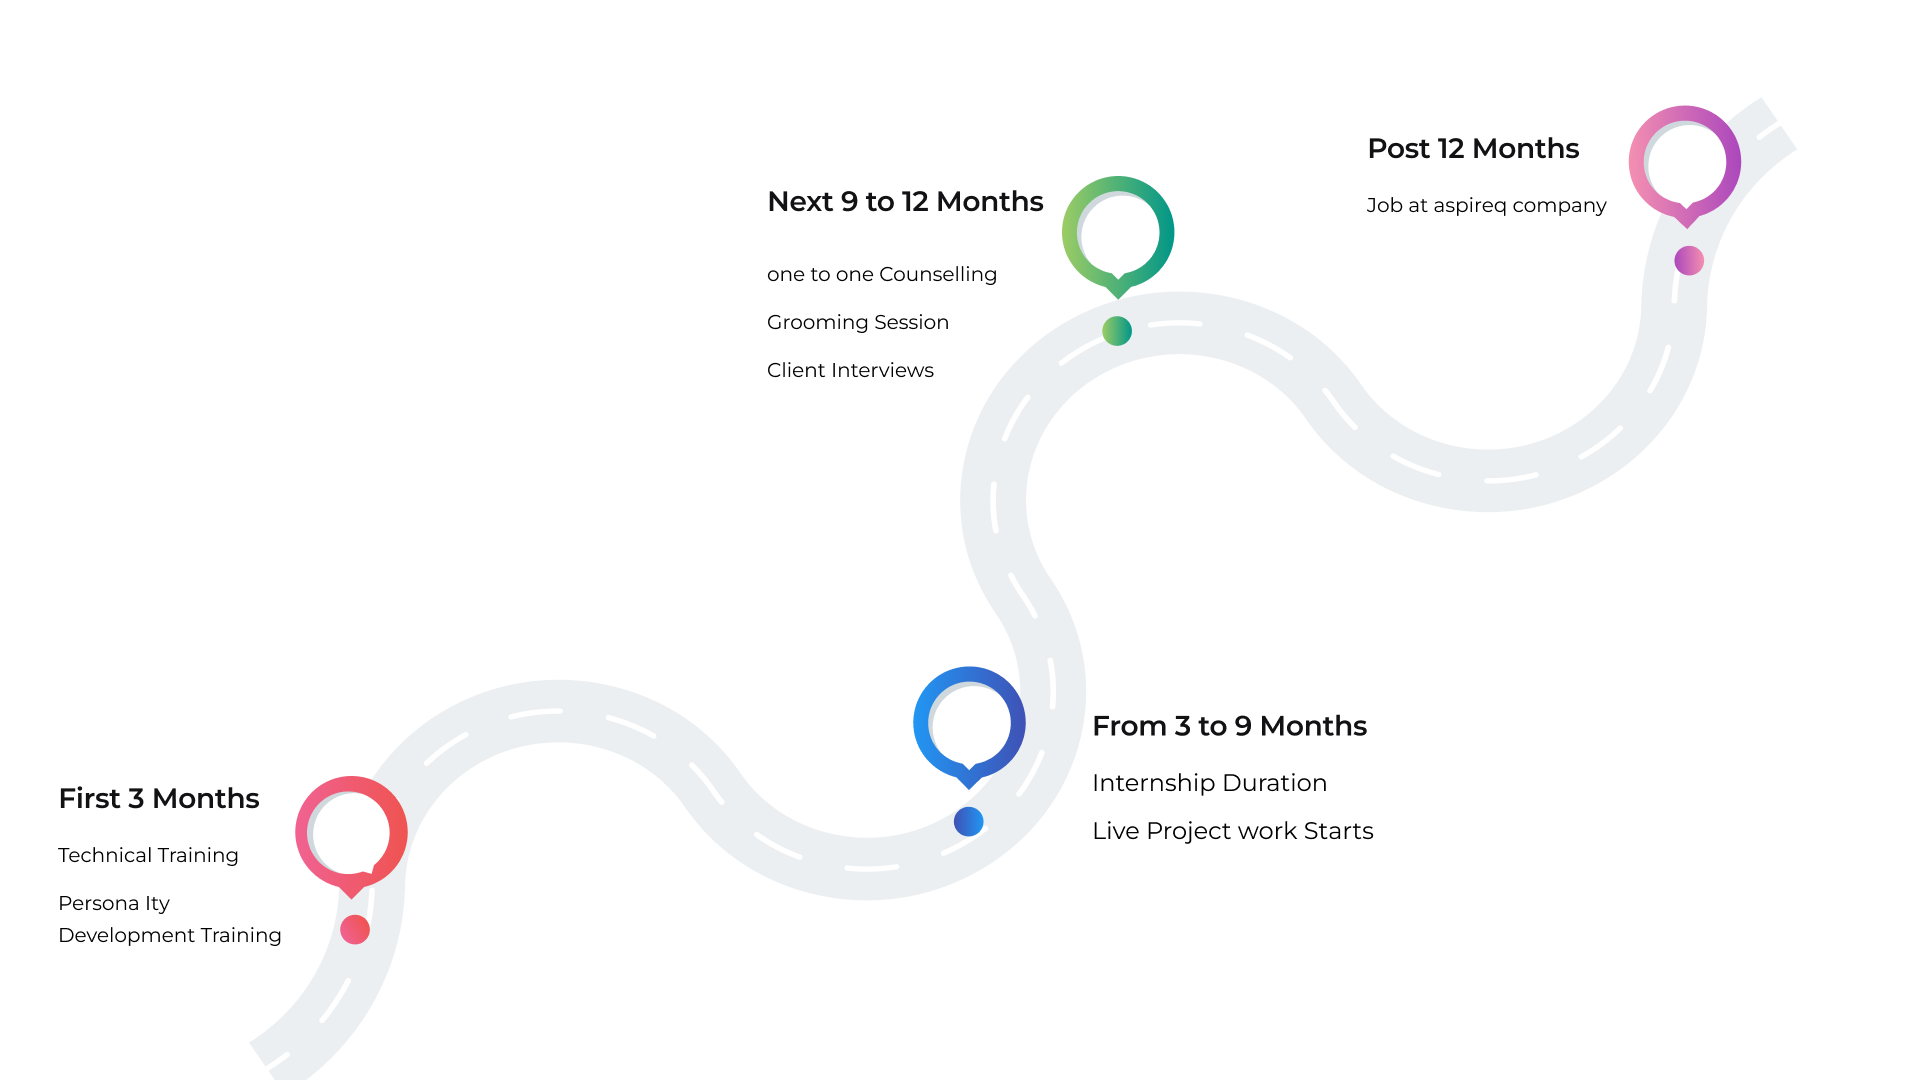 First 3 Months
Technical Training
Persona Ity
Development Training
From 3 to 9 Months
Internship Duration
Live Project work Starts
Next 9 to 12 Months
one to one Counselling
Grooming Session
Client Interviews
Post 12 Months
Job at aspireq company